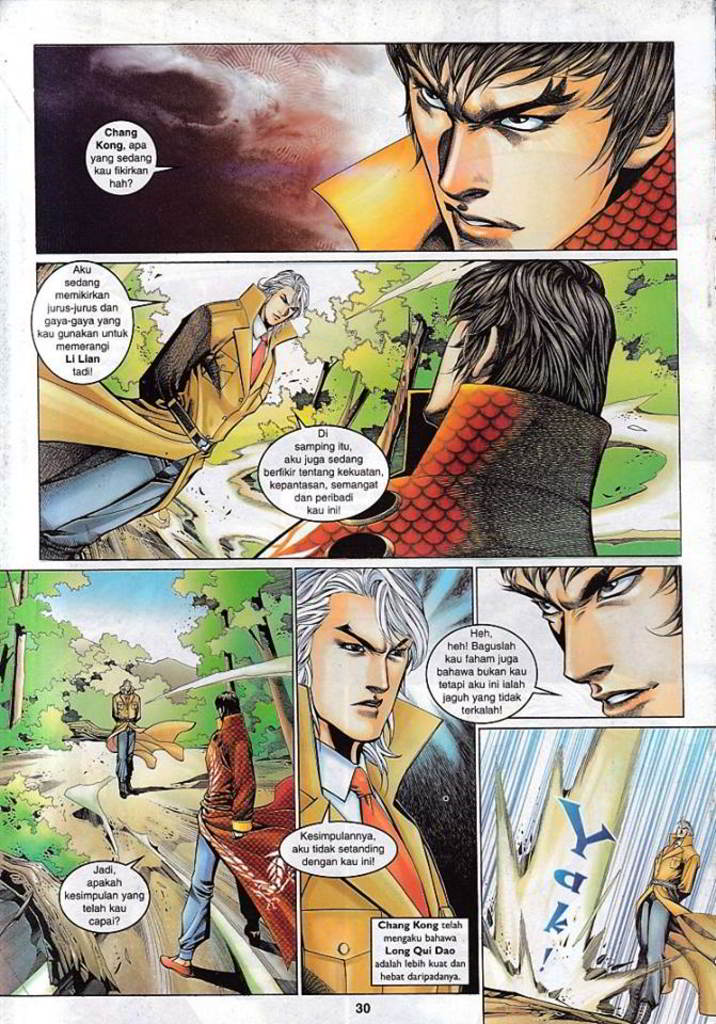 Chang
Kong, apa
yang sedang
kau fikirkan
hah?
Aku
sedang
memikirkan
jurus-jurus dan
gaya-gaya yang
kau gunakan untuk
memerangi
Li Lian
tadi!
Di
samping itu,
aku juga sedang
berfikir tentang kekuatan,
kepantasan, semangat
dan peribadi
kau ini!
Jadi,
apakah
kesimpulan yang
telah kau
capai?
Kesimpulannya,
aku tidak setanding
dengan kau ini!
Chang Kong telah
mengaku bahawa
Long Qui Dao
adalah lebih kuat dan
hebat daripadanya.
Heh,
heh! Baguslah
kau faham juga
bahawa bukan kau
tetapi aku ini ialah
jaguh yang tidak
terkalah!
Yak!
30